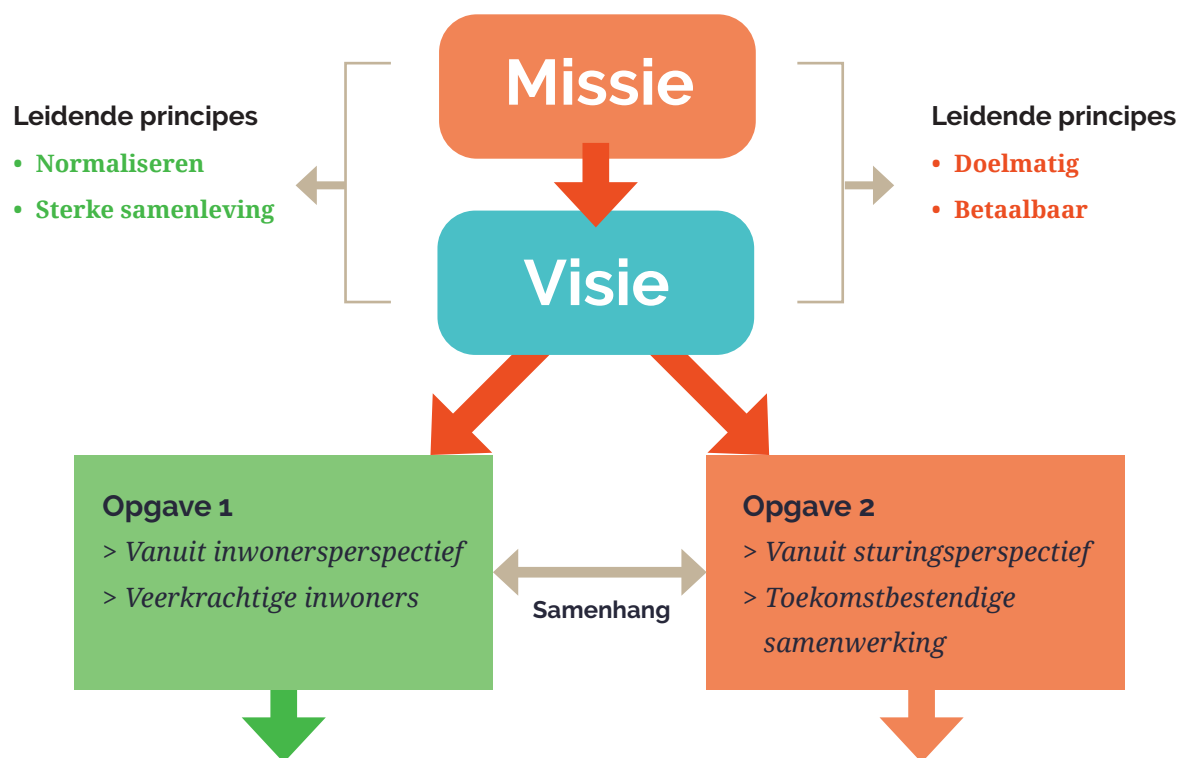 Missie
Leidende principes
• Normaliseren
• Sterke samenleving
Leidende principes
• Doelmatig
• Betaalbaar
Visie
Opgave 1
> Vanuit inwonersperspectief
> Veerkrachtige inwoners
Samenhang
Opgave 2
> Vanuit sturingsperspectief
> Toekomstbestendige
samenwerking